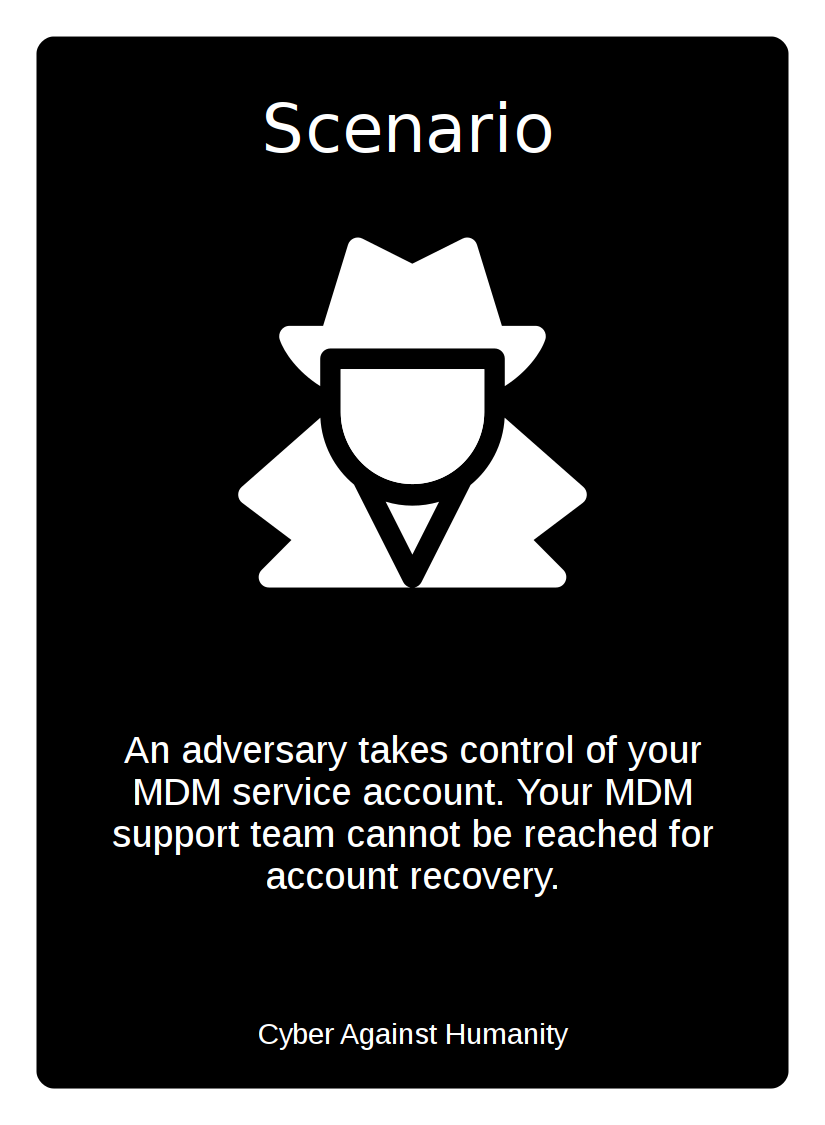 Scenario
An adversary takes control of your
MDM service account. Your MDM
support team cannot be reached for
account recovery.
Cyber Against Humanity